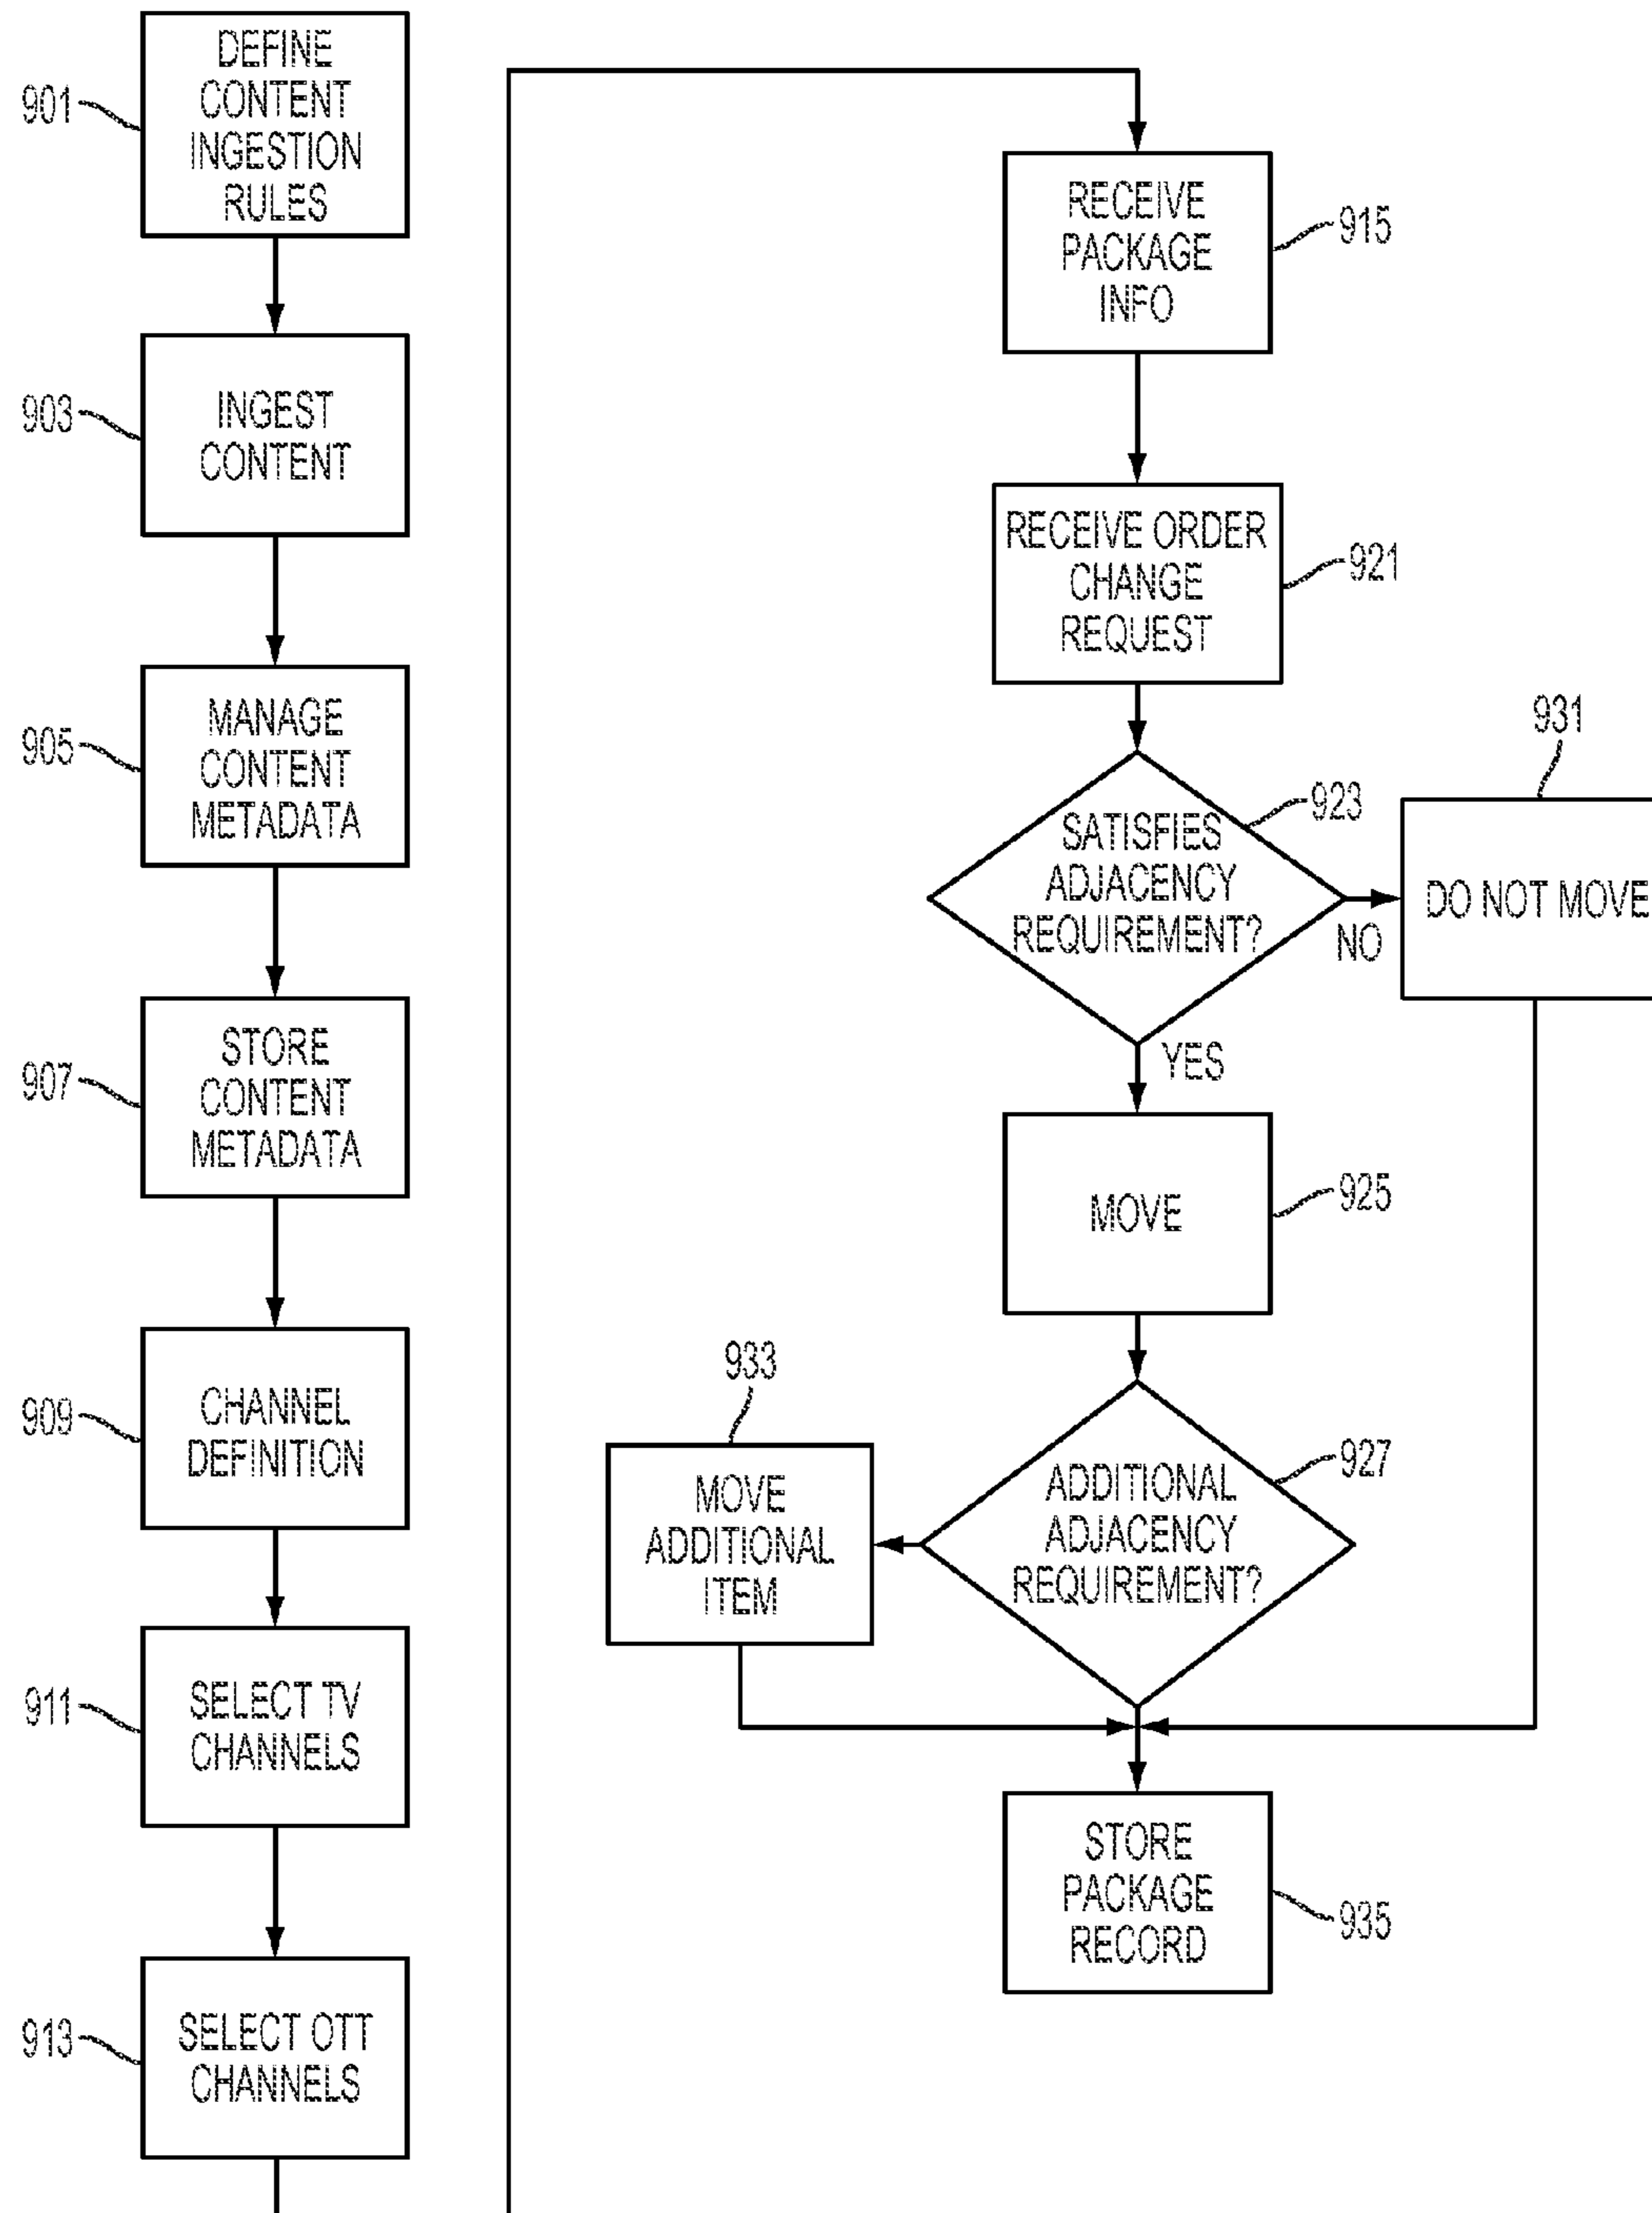 901
DEFINE
CONTENT
INGESTION
RULES
903
INGEST
CONTENT
905
MANAGE
CONTENT
METADATA
907
STORE
CONTENT
METADATA
909
CHANNEL
DEFINITION
911
SELECT TV
CHANNELS
913
SELECT OTT
CHANNELS
RECEIVE
PACKAGE
INFO
915
RECEIVE ORDER
CHANGE
REQUEST
921
SATISFIES
ADJACENCY
REQUIREMENT?
923
NO
931
DO NOT MOVE
YES
MOVE
925
ADDITIONAL
ADJACENCY
REQUIREMENT?
927
933
MOVE
ADDITIONAL
ITEM
STORE
PACKAGE
RECORD
935